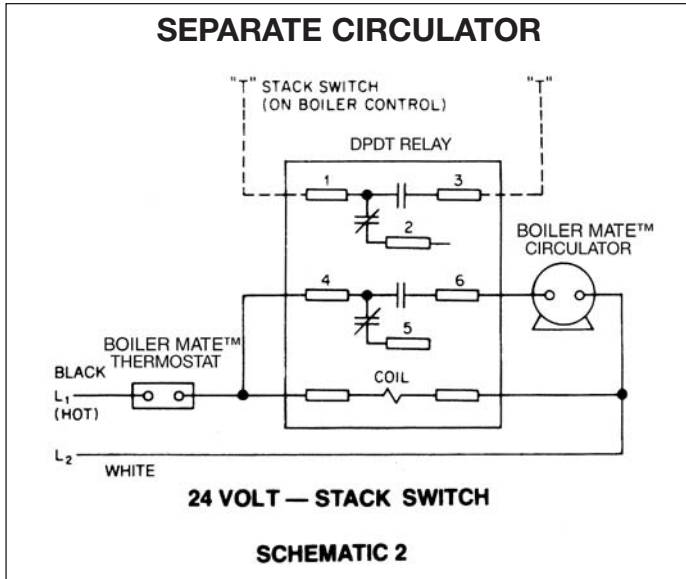 SEPARATE CIRCULATOR
"T" STACK SWITCH "T"
(ON BOILER CONTROL)
DPDT RELAY
1 3
2
BOILER MATE™
CIRCULATOR
4 6
5
BOILER MATE™
THERMOSTAT
BLACK
COIL
L1
(HOT)
L2
WHITE
24 VOLT — STACK SWITCH
SCHEMATIC 2